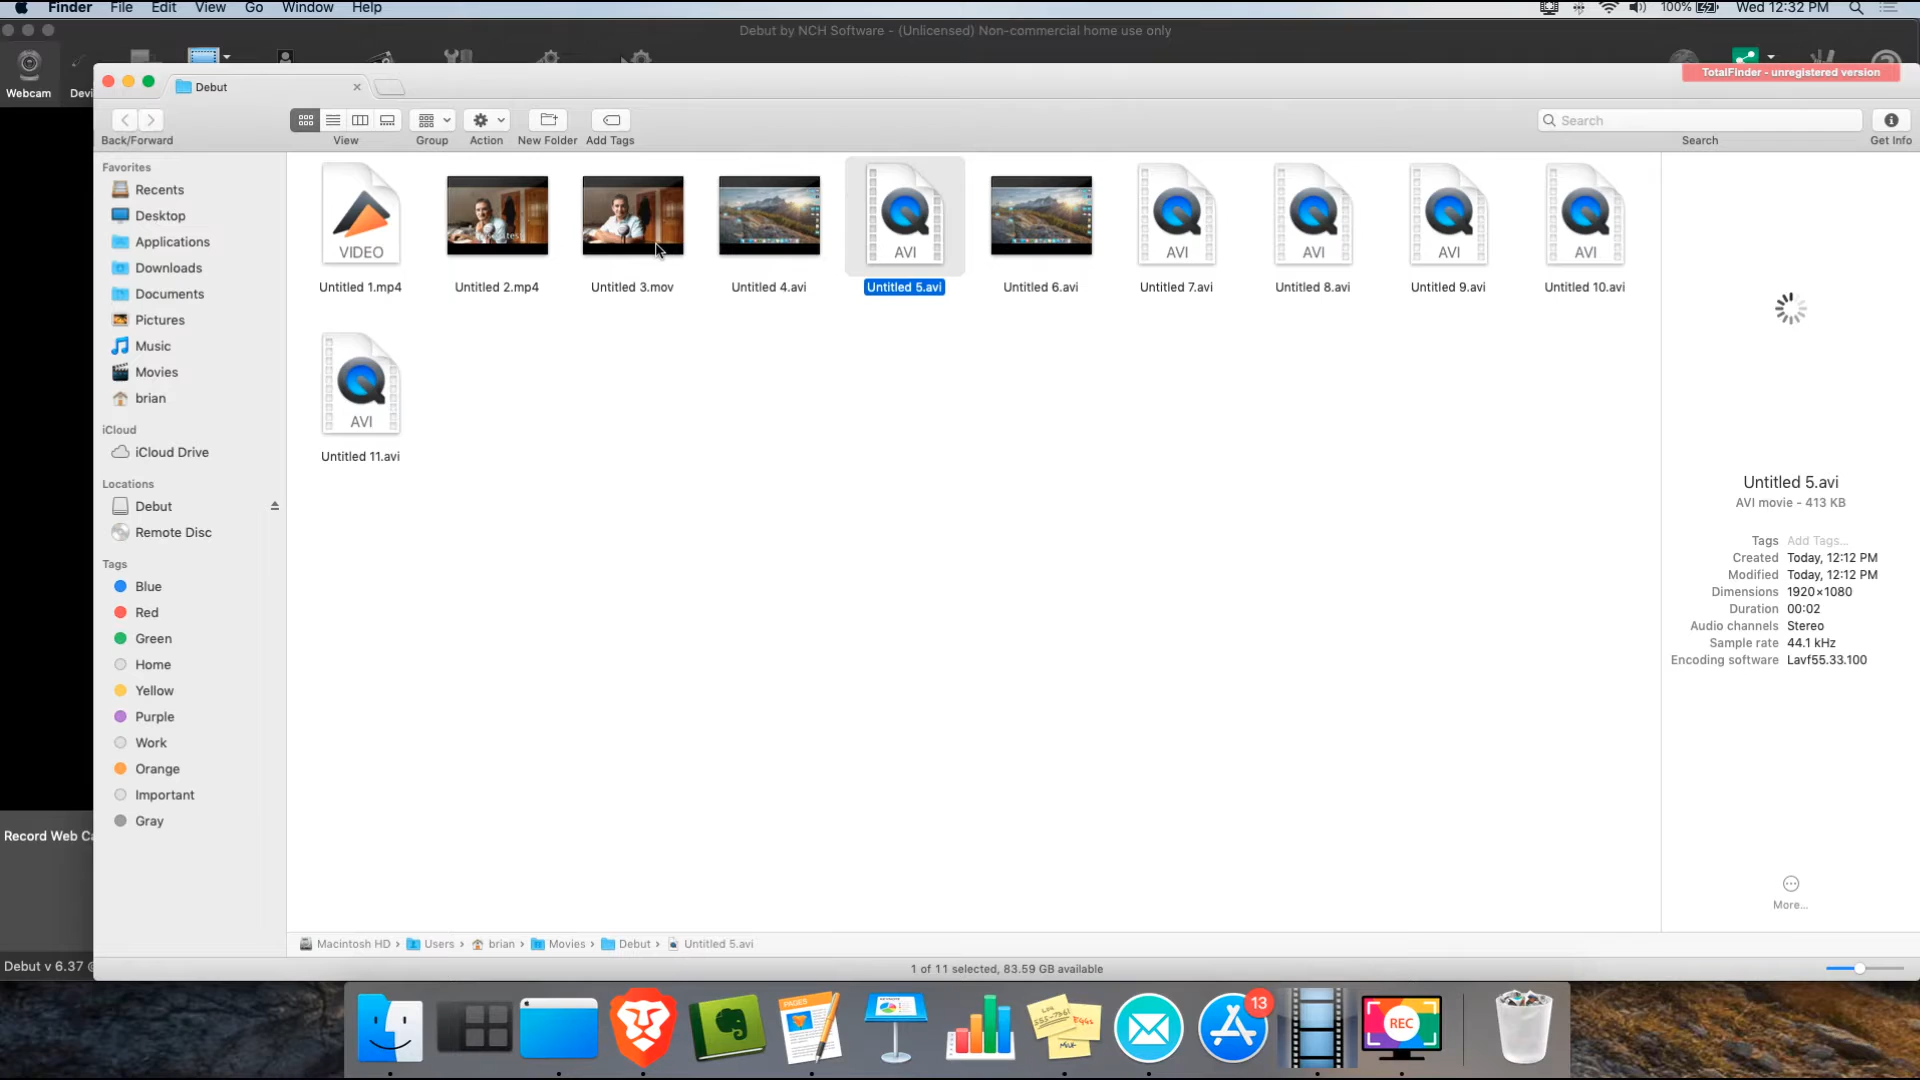 Finder File Edit View Go Window Help 100% Wed 12:32 PM
Debut by NCH Software - (Unlicensed) Non-commercial home use only
Webcam
TotalFinder - unregistered version
Debut
Search
Back/Forward View Group Action New Folder Add Tags Search Get Info
Favorites
Recents
Desktop
Applications
Downloads
Documents
Pictures
Music
Movies
brian
iCloud
iCloud Drive
Locations
Debut
Remote Disc
Tags
Blue
Red
Green
Home
Yellow
Purple
Work
Orange
Important
Gray
VIDEO AVI AVI AVI AVI AVI
Untitled 1.mp4 Untitled 2.mp4 Untitled 3.mov Untitled 4.avi Untitled 5.avi Untitled 6.avi Untitled 7.avi Untitled 8.avi Untitled 9.avi Untitled 10.avi
AVI
Untitled 11.avi
Untitled 5.avi
AVI movie - 413 KB
Tags Add Tags...
Created Today, 12:12 PM
Modified Today, 12:12 PM
Dimensions 1920×1080
Duration 00:02
Audio channels Stereo
Sample rate 44.1 kHz
Encoding software Lavf55.33.100
More...
Record Web
Debut v 6.37
Macintosh HD › Users › brian › Movies › Debut › Untitled 5.avi
1 of 11 selected, 83.59 GB available
PAGES
13
REC